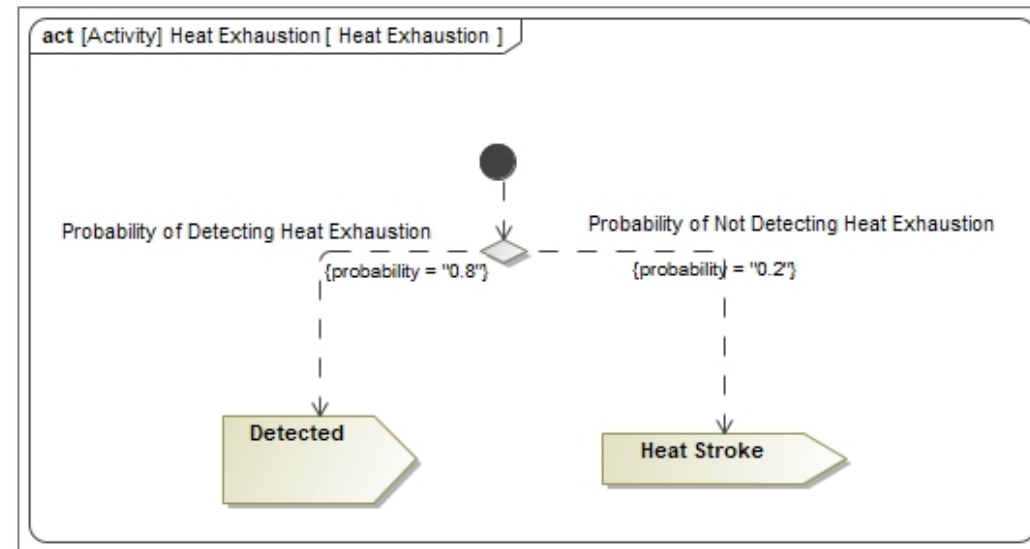 act [Activity] Heat Exhaustion [ Heat Exhaustion ]
Probability of Detecting Heat Exhaustion
Probability of Not Detecting Heat Exhaustion
{probability = "0.8"}
{probability = "0.2"}
Detected
Heat Stroke